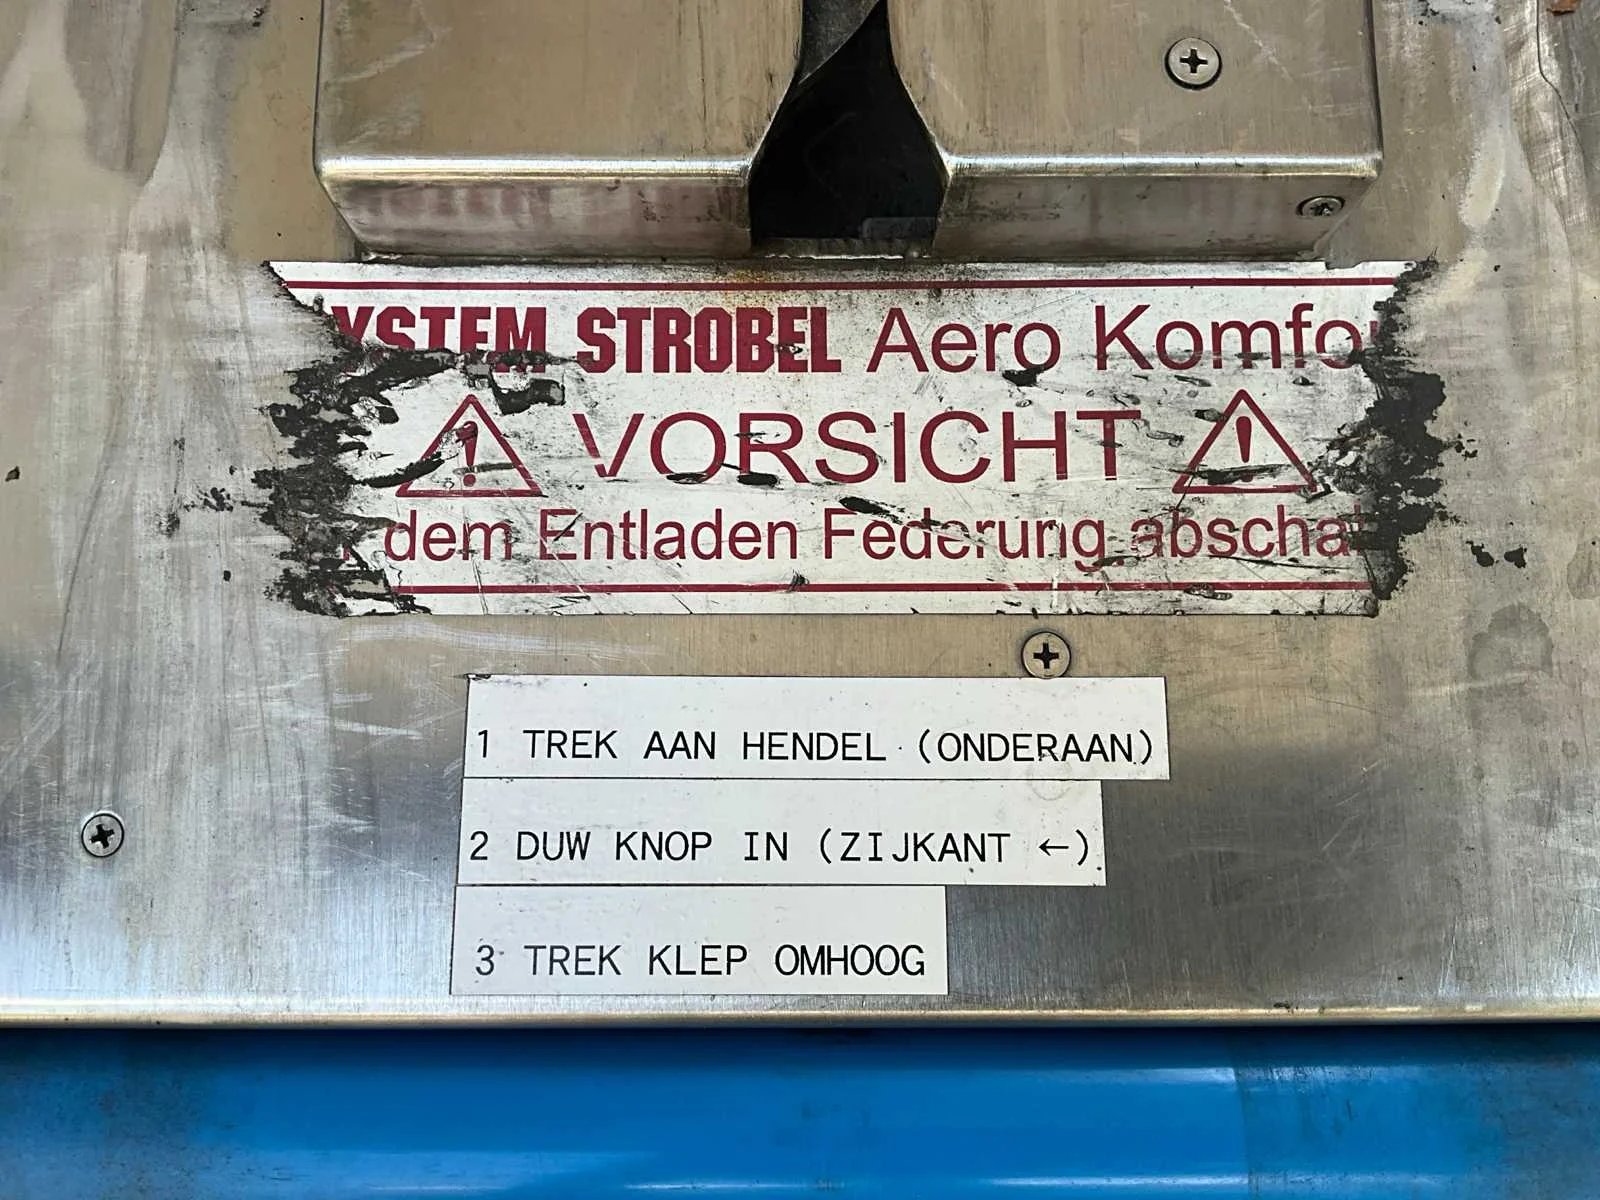 YSTEM STROBEL Aero Komfor
VORSICHT
dem Entladen Federung abscha
1 TREK AAN HENDEL (ONDERAAN)
2 DUW KNOP IN (ZIJKANT ←)
3 TREK KLEP OMHOOG